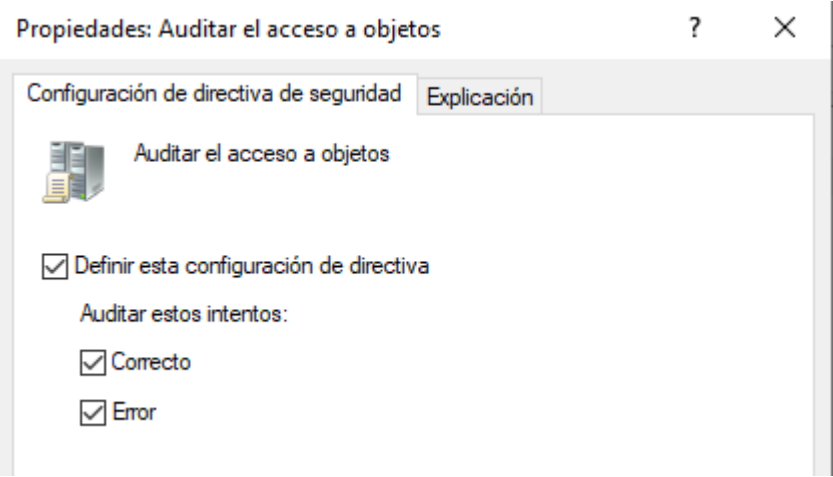 Propiedades: Auditar el acceso a objetos ? ×
Configuración de directiva de seguridad Explicación
Auditar el acceso a objetos
Definir esta configuración de directiva
Auditar estos intentos:
Correcto
Error